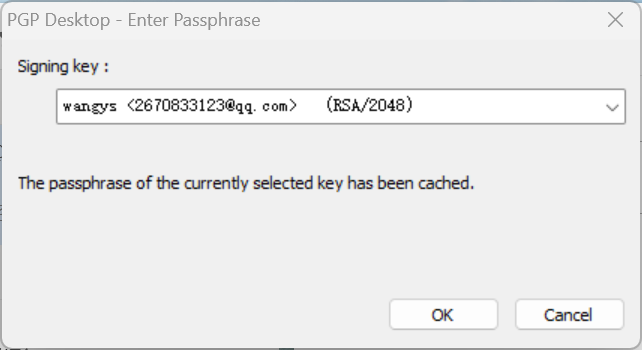 PGP Desktop - Enter Passphrase
Signing key :
wangys <2670833123@qq.com> (RSA/2048)
The passphrase of the currently selected key has been cached.
OK Cancel